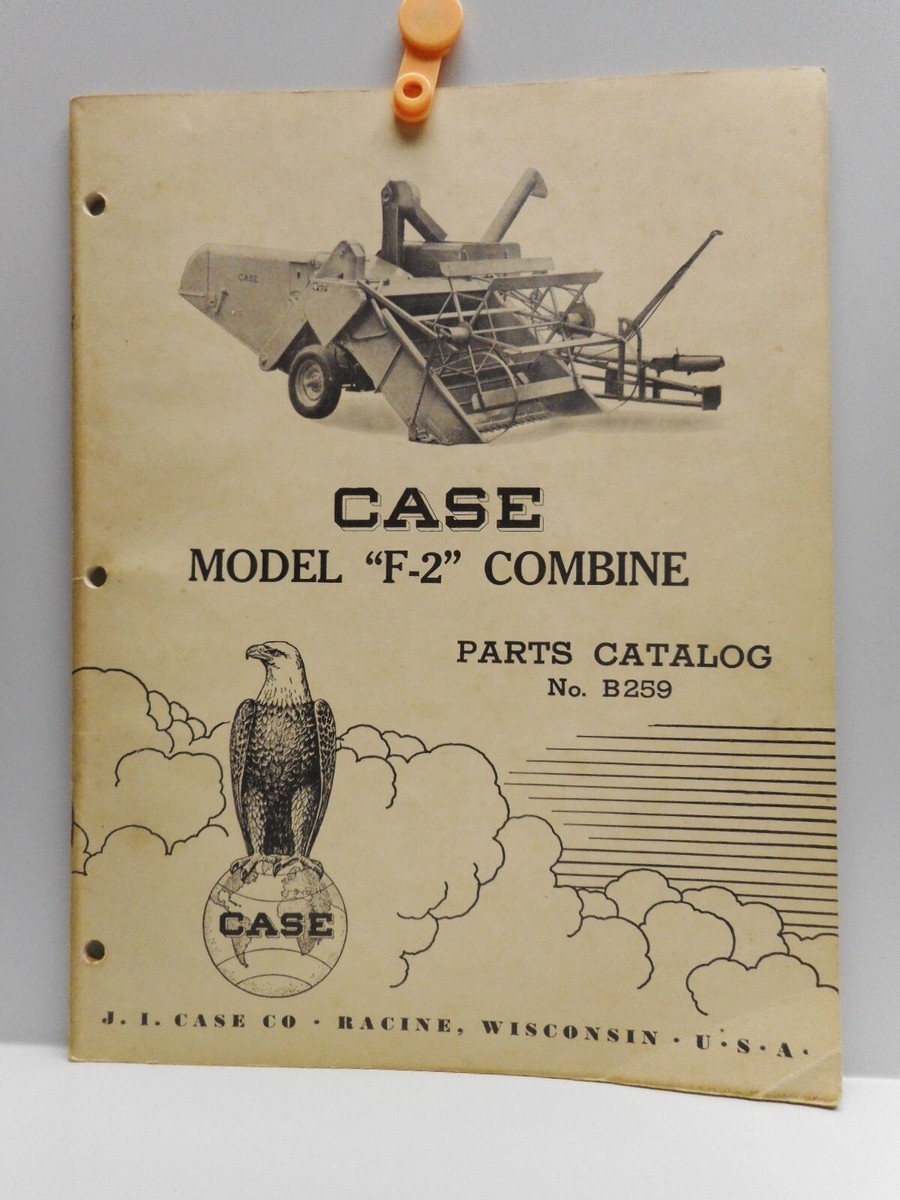 CASE
CASE
MODEL “F-2” COMBINE
PARTS CATALOG
No. B259
CASE
J. I. CASE CO · RACINE, WISCONSIN · U·S·A·